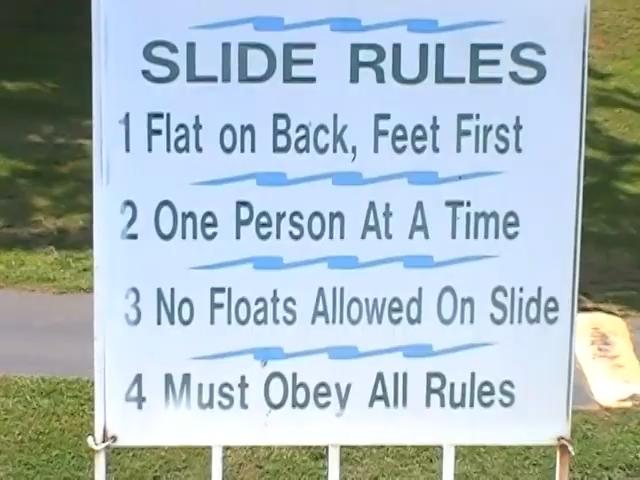 SLIDE RULES
1 Flat on Back, Feet First
2 One Person At A Time
3 No Floats Allowed On Slide
4 Must Obey All Rules